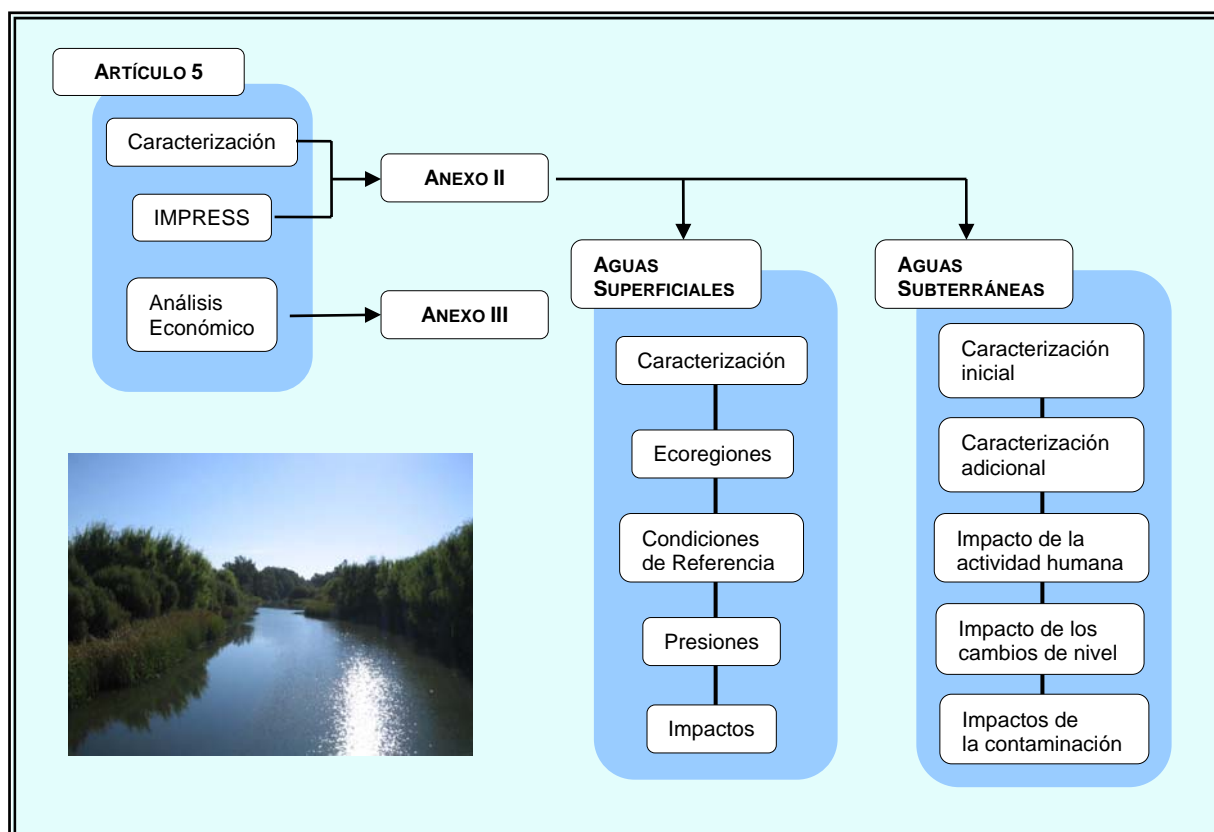 ARTÍCULO 5
Caracterización
IMPRESS
Análisis
Económico
ANEXO II
ANEXO III
AGUAS
SUPERFICIALES
Caracterización
Ecoregiones
Condiciones
de Referencia
Presiones
Impactos
AGUAS
SUBTERRÁNEAS
Caracterización
inicial
Caracterización
adicional
Impacto de la
actividad humana
Impacto de los
cambios de nivel
Impactos de
la contaminación